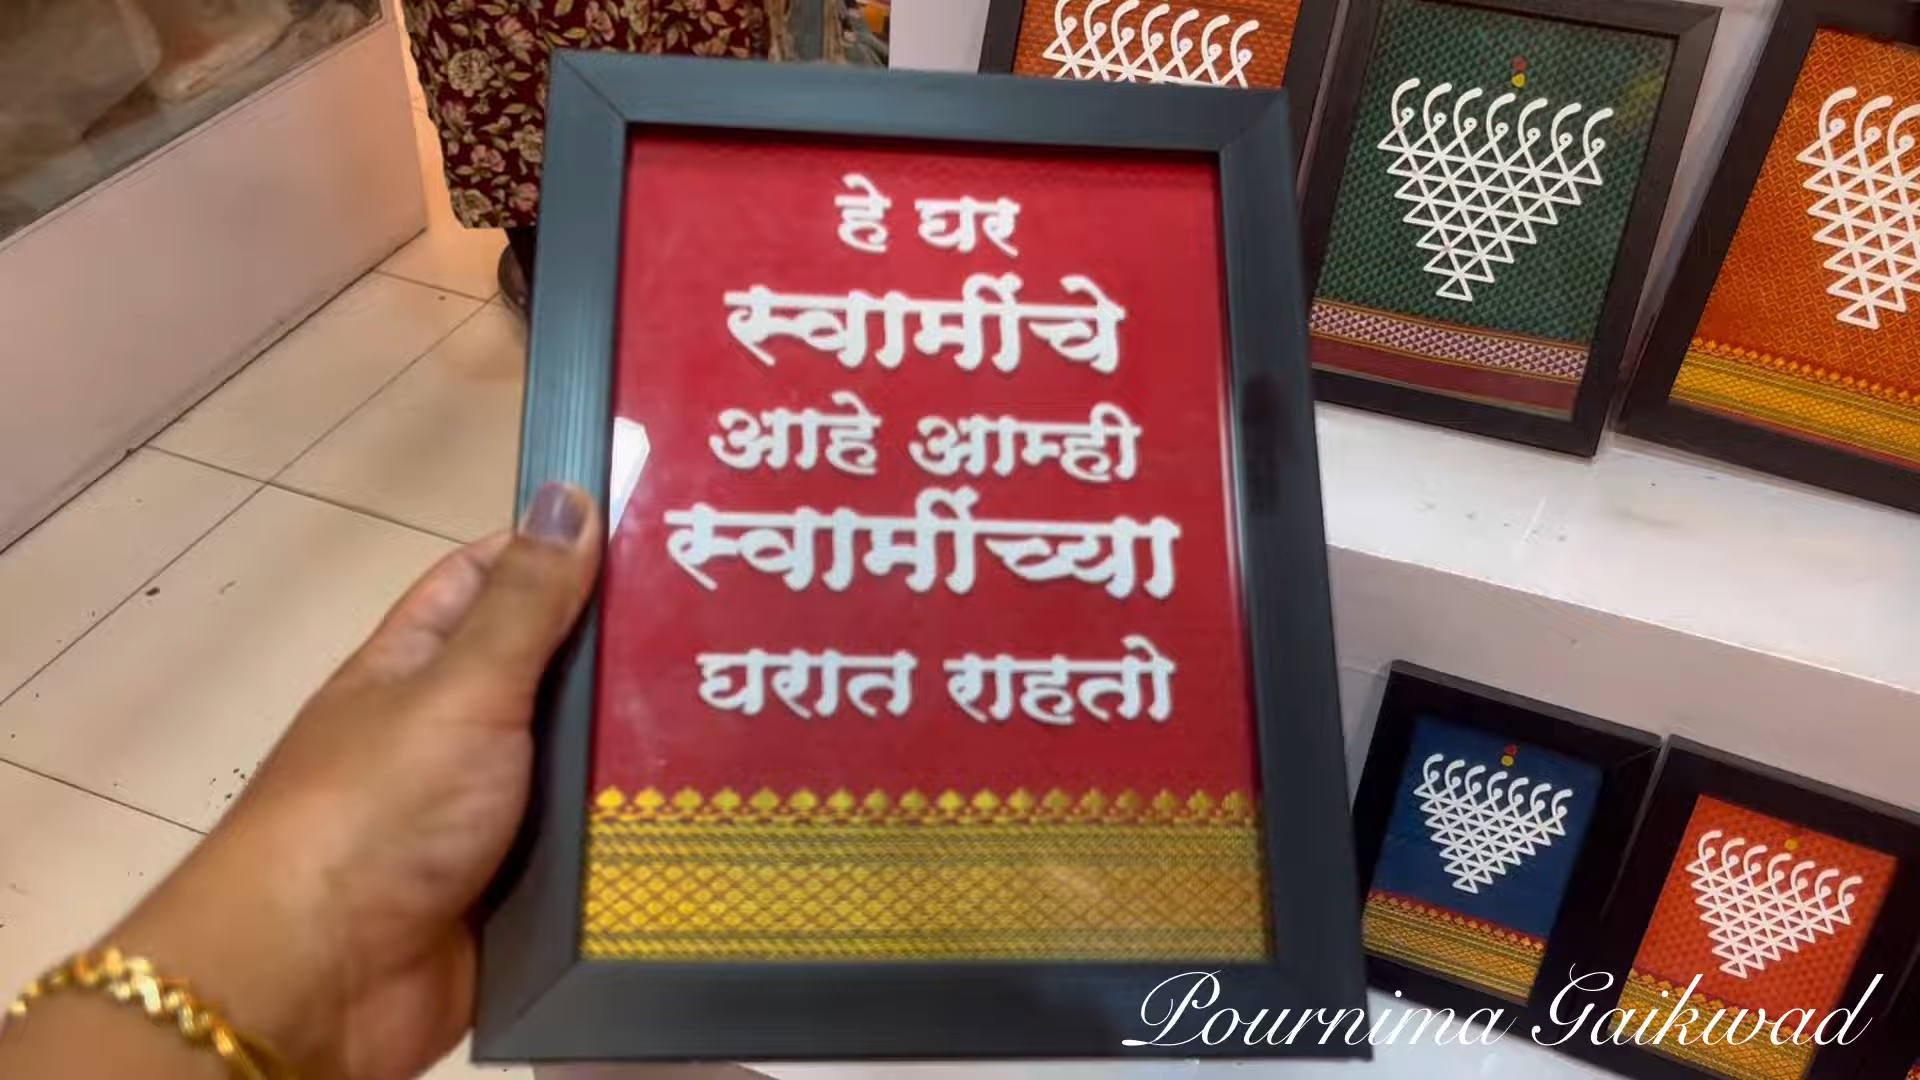 हे घर
स्वामींचे
आहे आम्ही
स्वामींच्या
घरात राहतो
Pournima Gaikwad